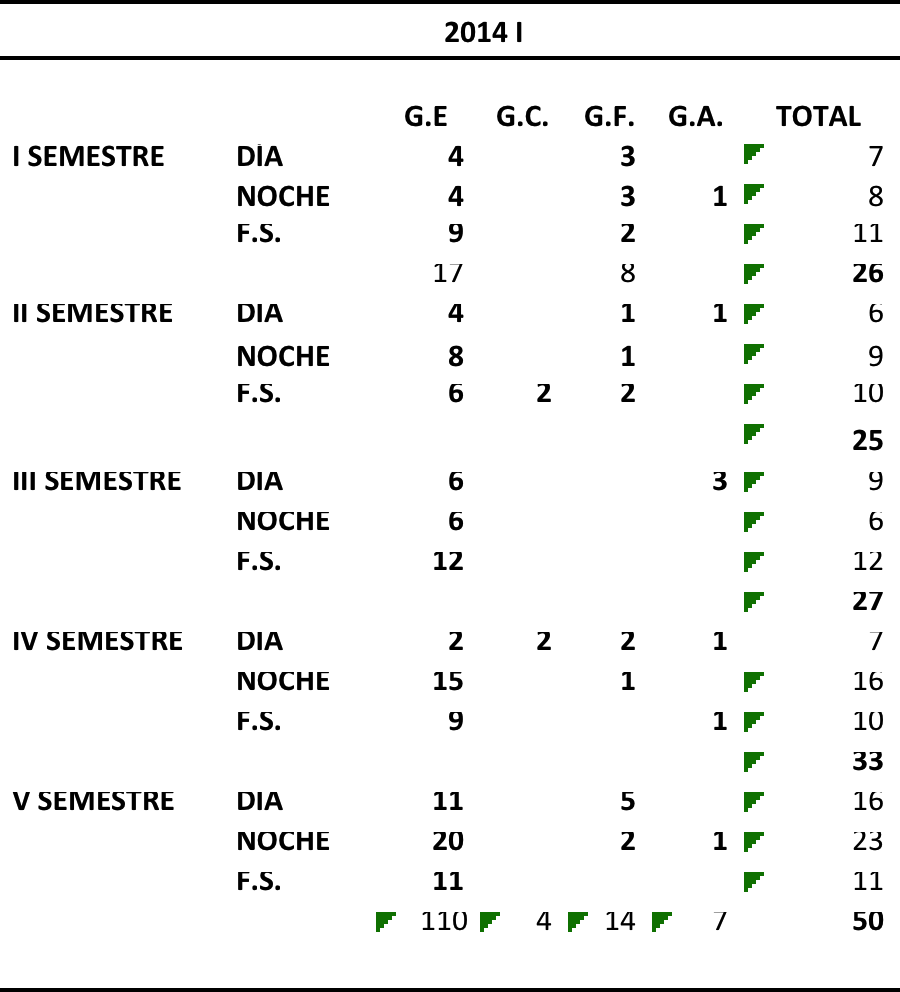 2014 I
G.E G.C. G.F. G.A. TOTAL
I SEMESTRE DIA 4 3 7
NOCHE 4 3 1 8
F.S. 9 2 11
17 8 26
II SEMESTRE DIA 4 1 1 6
NOCHE 8 1 9
F.S. 6 2 2 10
25
III SEMESTRE DIA 6 3 9
NOCHE 6 6
F.S. 12 12
27
IV SEMESTRE DIA 2 2 2 1 7
NOCHE 15 1 16
F.S. 9 1 10
33
V SEMESTRE DIA 11 5 16
NOCHE 20 2 1 23
F.S. 11 11
110 4 14 7 50